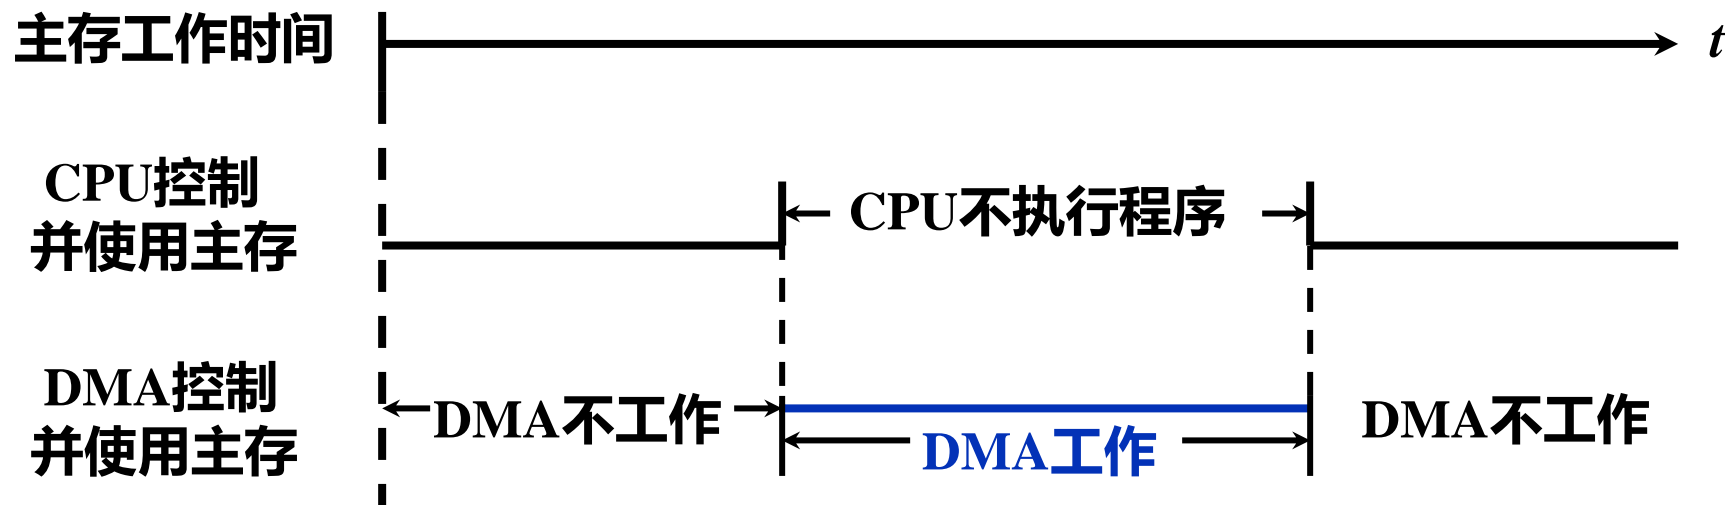 主存工作时间
t
CPU控制
并使用主存
CPU不执行程序
DMA控制
并使用主存
DMA不工作
DMA工作
DMA不工作